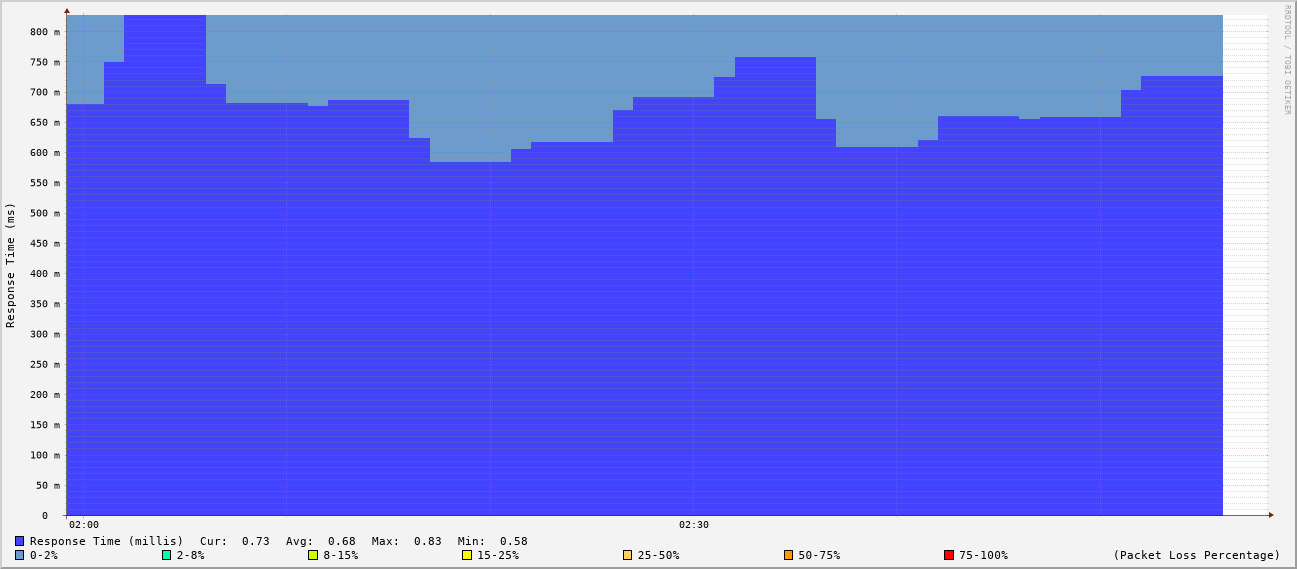 RRDTOOL / TOBI OETIKER
Response Time (ms)
800 m
750 m
700 m
650 m
600 m
550 m
500 m
450 m
400 m
350 m
300 m
250 m
200 m
150 m
100 m
50 m
0
02:00 02:30
Response Time (millis) Cur: 0.73 Avg: 0.68 Max: 0.83 Min: 0.58
0-2% 2-8% 8-15% 15-25% 25-50% 50-75% 75-100% (Packet Loss Percentage)